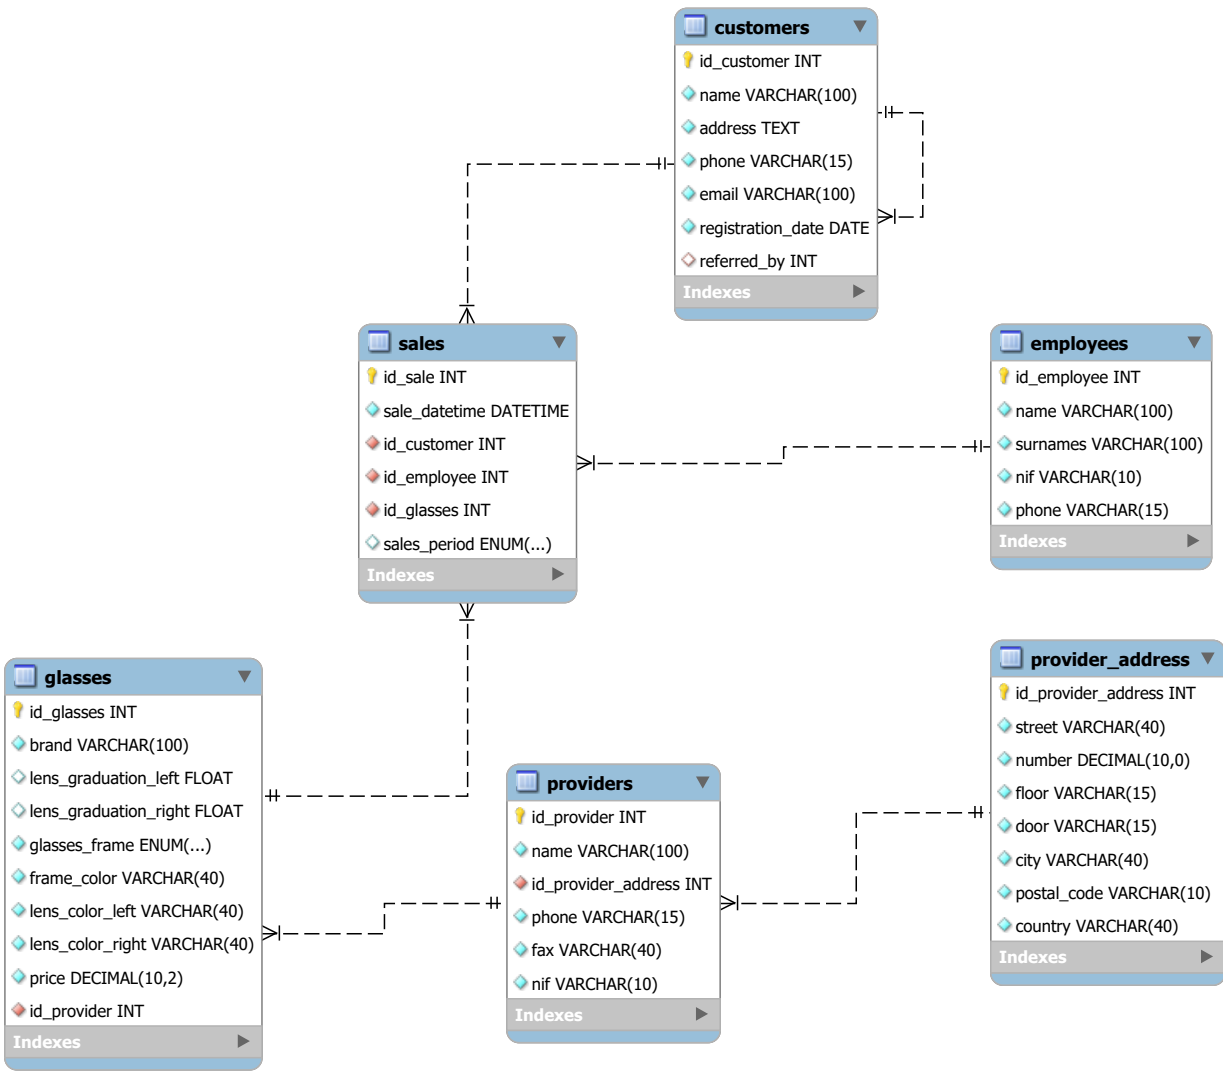 customers
id_customer INT
name VARCHAR(100)
address TEXT
phone VARCHAR(15)
email VARCHAR(100)
registration_date DATE
referred_by INT
Indexes
sales
id_sale INT
sale_datetime DATETIME
id_customer INT
id_employee INT
id_glasses INT
sales_period ENUM(...)
Indexes
employees
id_employee INT
name VARCHAR(100)
surnames VARCHAR(100)
nif VARCHAR(10)
phone VARCHAR(15)
Indexes
glasses
id_glasses INT
brand VARCHAR(100)
lens_graduation_left FLOAT
lens_graduation_right FLOAT
glasses_frame ENUM(...)
frame_color VARCHAR(40)
lens_color_left VARCHAR(40)
lens_color_right VARCHAR(40)
price DECIMAL(10,2)
id_provider INT
Indexes
providers
id_provider INT
name VARCHAR(100)
id_provider_address INT
phone VARCHAR(15)
fax VARCHAR(40)
nif VARCHAR(10)
Indexes
provider_address
id_provider_address INT
street VARCHAR(40)
number DECIMAL(10,0)
floor VARCHAR(15)
door VARCHAR(15)
city VARCHAR(40)
postal_code VARCHAR(10)
country VARCHAR(40)
Indexes